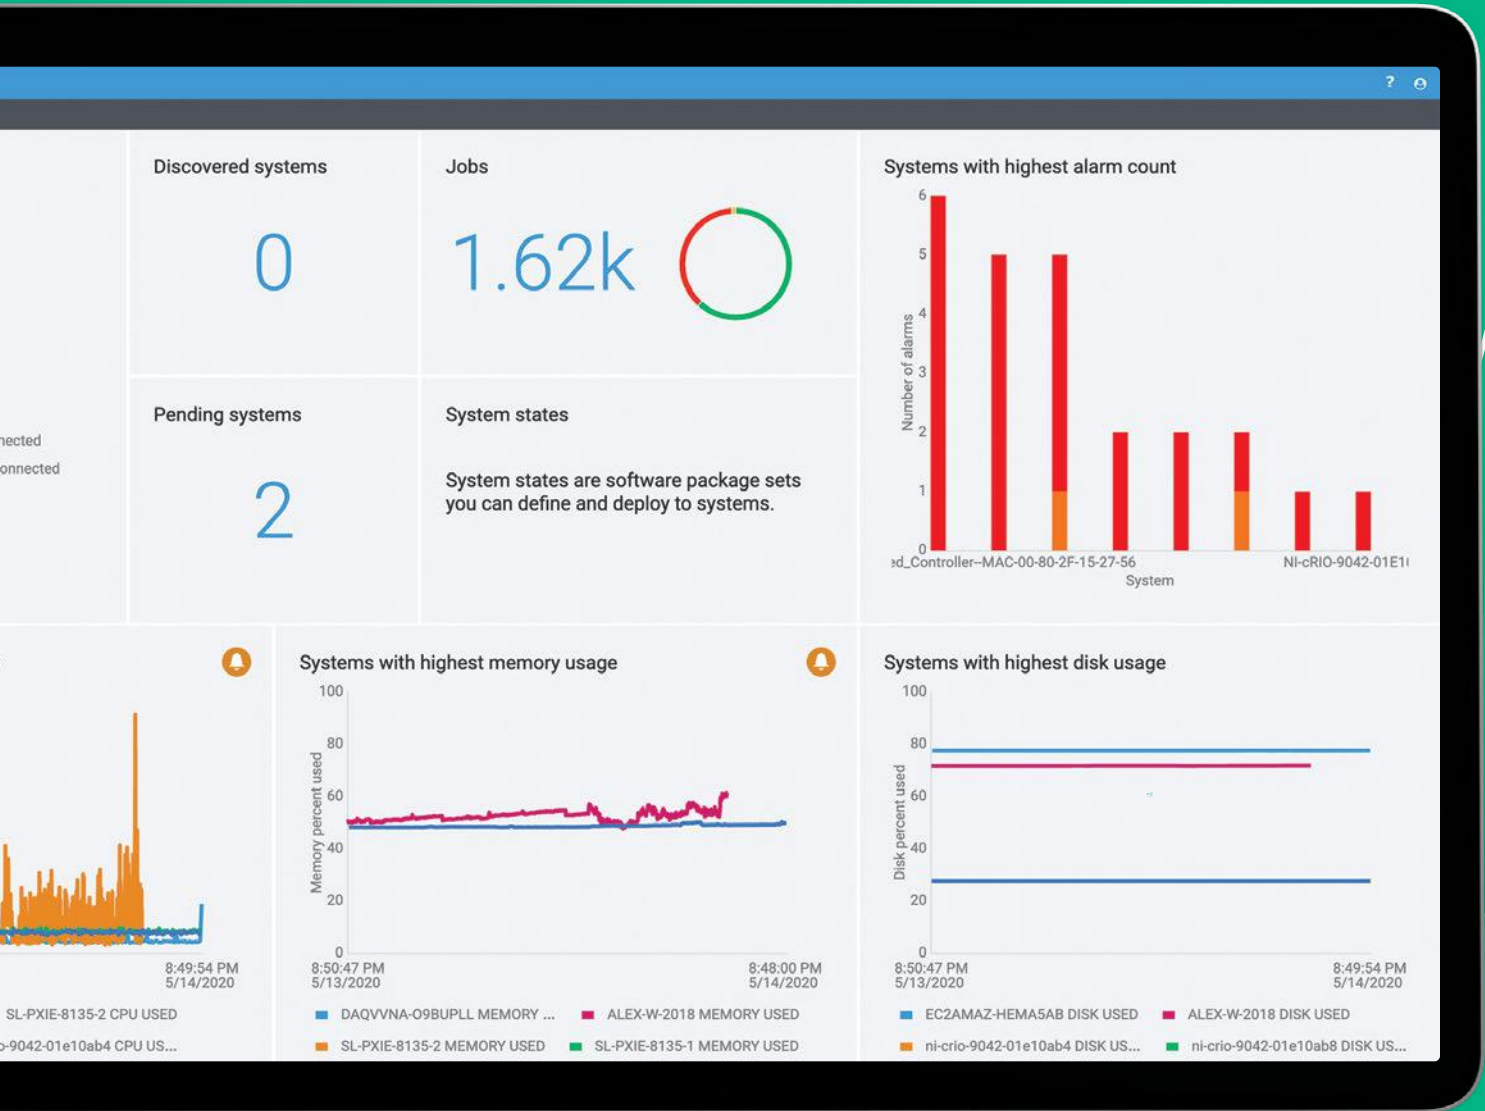 ?
Discovered systems
0
Jobs
1.62k
Systems with highest alarm count
6
5
4
3
2
1
0
Number of alarms
ed_Controller--MAC-00-80-2F-15-27-56
NI-cRIO-9042-01E1
System
nected
onnected
Pending systems
2
System states
System states are software package sets
you can define and deploy to systems.
8:49:54 PM
5/14/2020
SL-PXIE-8135-2 CPU USED
o-9042-01e10ab4 CPU US...
Systems with highest memory usage
100
80
60
40
20
0
Memory percent used
8:50:47 PM
5/13/2020
8:48:00 PM
5/14/2020
DAQVVNA-O9BUPLL MEMORY ...
ALEX-W-2018 MEMORY USED
SL-PXIE-8135-2 MEMORY USED
SL-PXIE-8135-1 MEMORY USED
Systems with highest disk usage
100
80
60
40
20
0
Disk percent used
8:50:47 PM
5/13/2020
8:49:54 PM
5/14/2020
EC2AMAZ-HEMA5AB DISK USED
ALEX-W-2018 DISK USED
ni-crio-9042-01e10ab4 DISK US...
ni-crio-9042-01e10ab8 DISK US...